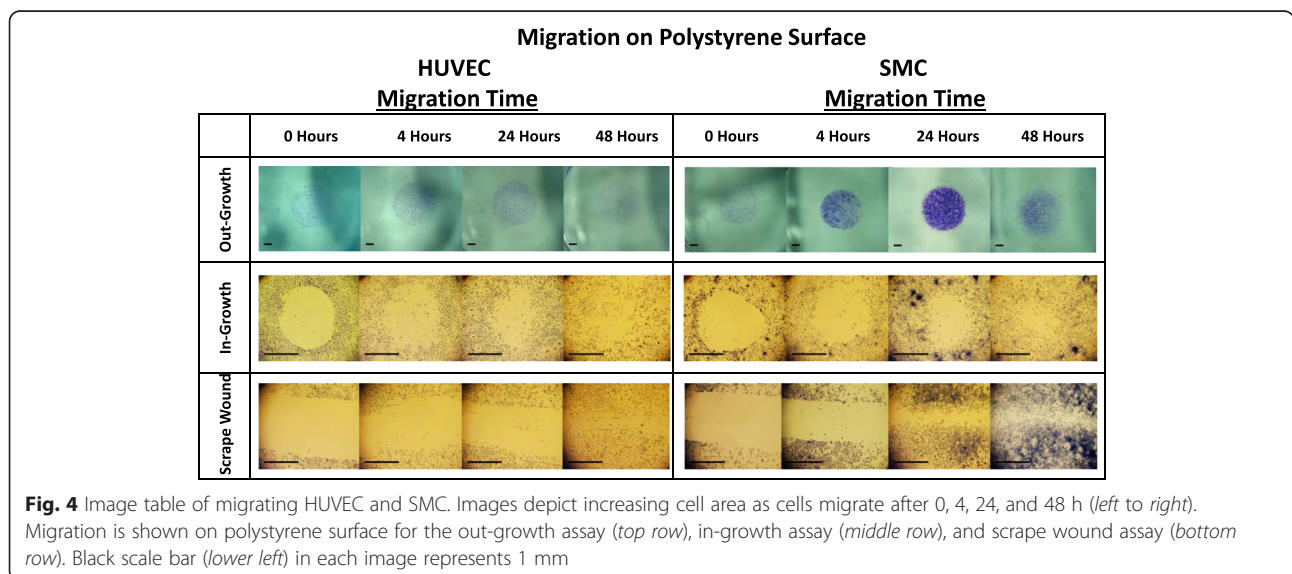 Migration on Polystyrene Surface
HUVEC
SMC
Migration Time
Migration Time
0 Hours
4 Hours
24 Hours
48 Hours
0 Hours
4 Hours
24 Hours
48 Hours
Out-Growth
In-Growth
Scrape Wound
Fig. 4 Image table of migrating HUVEC and SMC. Images depict increasing cell area as cells migrate after 0, 4, 24, and 48 h (left to right).
Migration is shown on polystyrene surface for the out-growth assay (top row), in-growth assay (middle row), and scrape wound assay (bottom
row). Black scale bar (lower left) in each image represents 1 mm